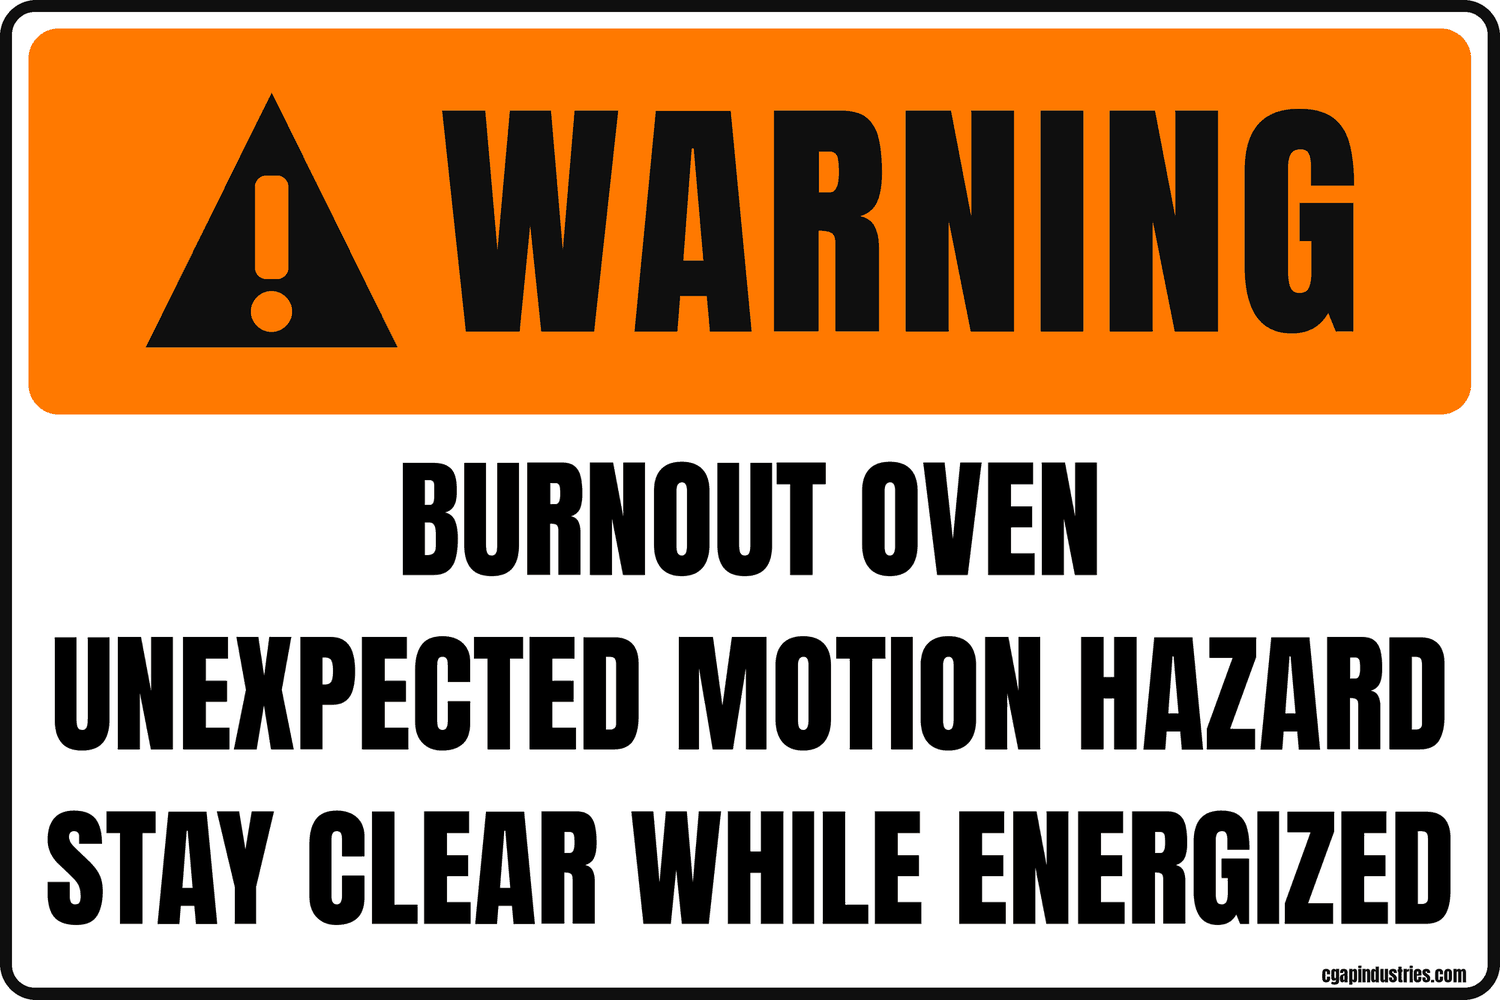 WARNING
BURNOUT OVEN
UNEXPECTED MOTION HAZARD
STAY CLEAR WHILE ENERGIZED
cgapindustries.com